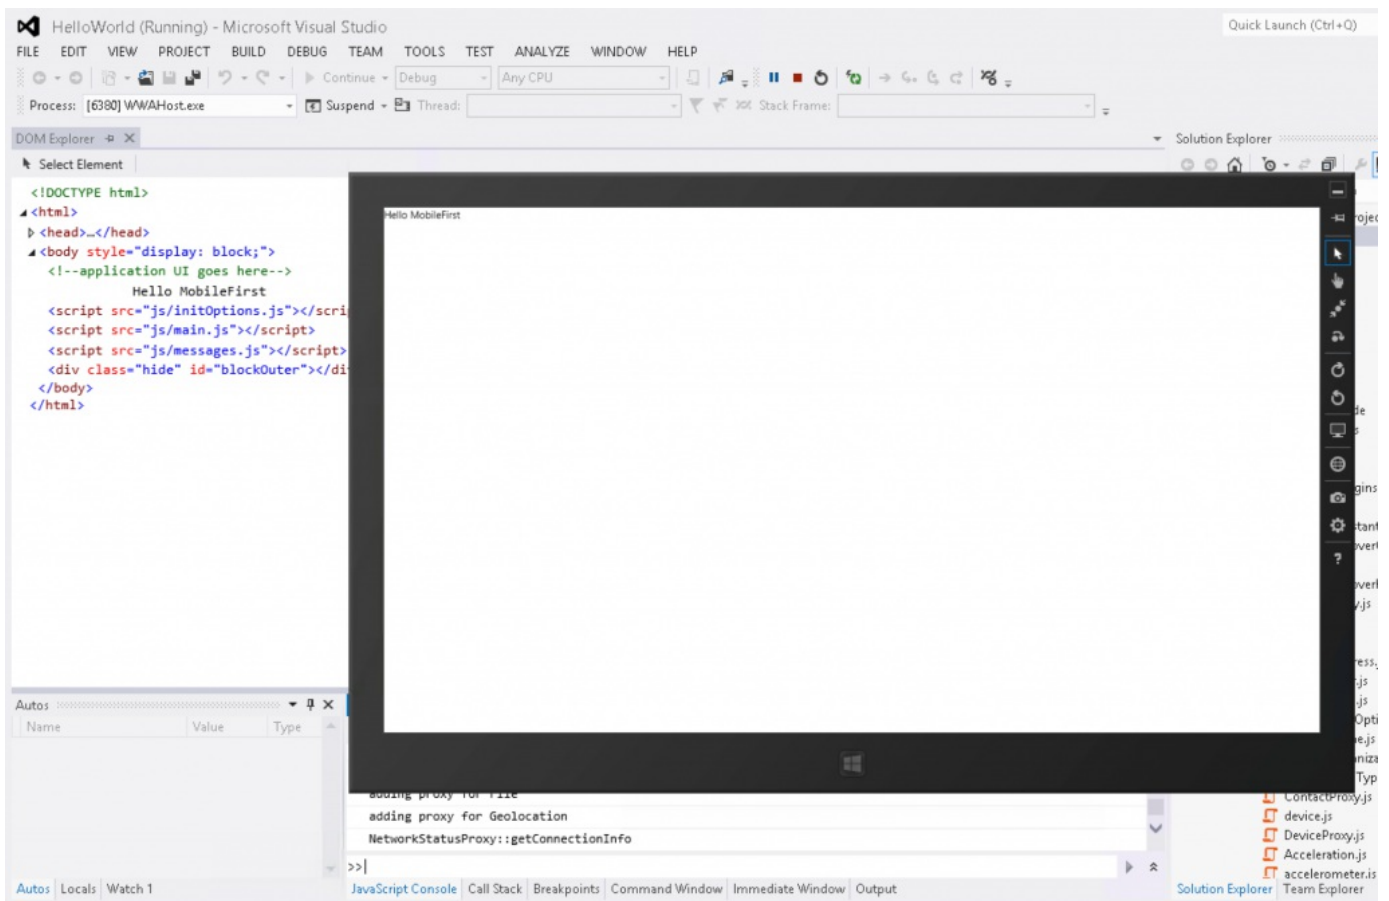 HelloWorld (Running) - Microsoft Visual Studio
Quick Launch (Ctrl+Q)
FILE EDIT VIEW PROJECT BUILD DEBUG TEAM TOOLS TEST ANALYZE WINDOW HELP
Continue Debug Any CPU
Process: [6380] WWAHost.exe Suspend Thread: Stack Frame:
DOM Explorer
Solution Explorer
Select Element
<!DOCTYPE html>
<html>
<head>…</head>
<body style="display: block;">
<!--application UI goes here-->
Hello MobileFirst
<script src="js/initOptions.js"></scri
<script src="js/main.js"></script>
<script src="js/messages.js"></script>
<div class="hide" id="blockOuter"></di
</body>
</html>
Hello MobileFirst
Autos
Name Value Type
adding proxy for File
adding proxy for Geolocation
NetworkStatusProxy::getConnectionInfo
>>
Autos Locals Watch 1
JavaScript Console Call Stack Breakpoints Command Window Immediate Window Output
ContactProxy.js
device.js
DeviceProxy.js
Acceleration.js
accelerometer.js
Solution Explorer Team Explorer